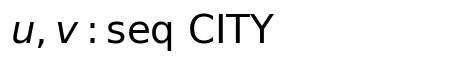 u, v : seq CITY